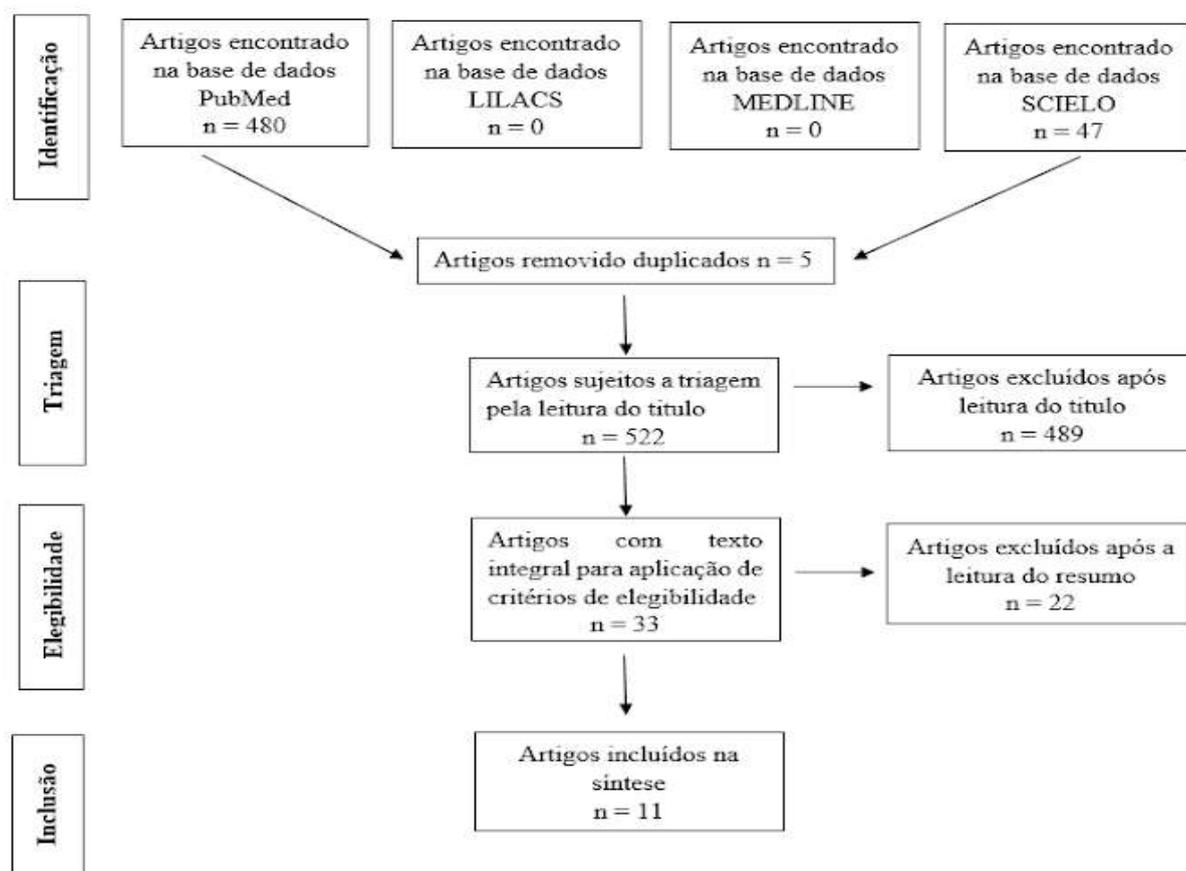 Identificação
Artigos encontrado
na base de dados
PubMed
n = 480
Artigos encontrado
na base de dados
LILACS
n = 0
Artigos encontrado
na base de dados
MEDLINE
n = 0
Artigos encontrado
na base de dados
SCIELO
n = 47
Artigos removido duplicados n = 5
Triagem
Artigos sujeitos a triagem
pela leitura do titulo
n = 522
Artigos excluídos após
leitura do titulo
n = 489
Elegibilidade
Artigos com texto
integral para aplicação de
critérios de elegibilidade
n = 33
Artigos excluídos após a
leitura do resumo
n = 22
Inclusão
Artigos incluídos na
síntese
n = 11